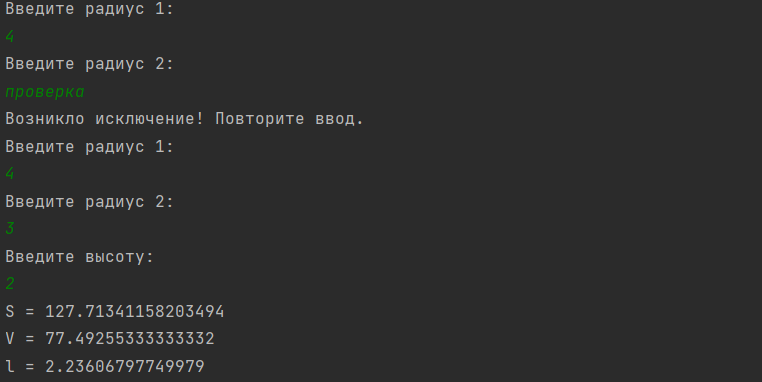 Введите радиус 1:
4
Введите радиус 2:
проверка
Возникло исключение! Повторите ввод.
Введите радиус 1:
4
Введите радиус 2:
3
Введите высоту:
2
S = 127.71341158203494
V = 77.49255333333332
l = 2.23606797749979